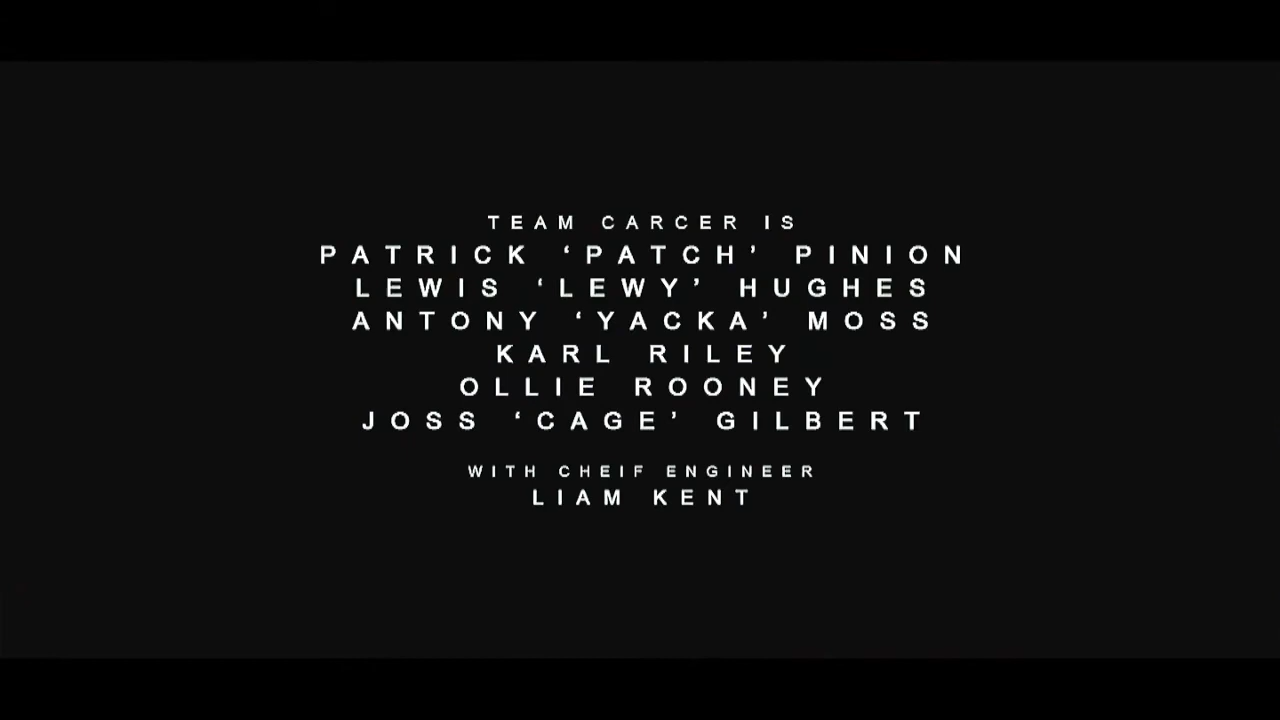 TEAM CARCER IS
PATRICK ‘PATCH’ PINION
LEWIS ‘LEWY’ HUGHES
ANTONY ‘YACKA’ MOSS
KARL RILEY
OLLIE ROONEY
JOSS ‘CAGE’ GILBERT
WITH CHEIF ENGINEER
LIAM KENT